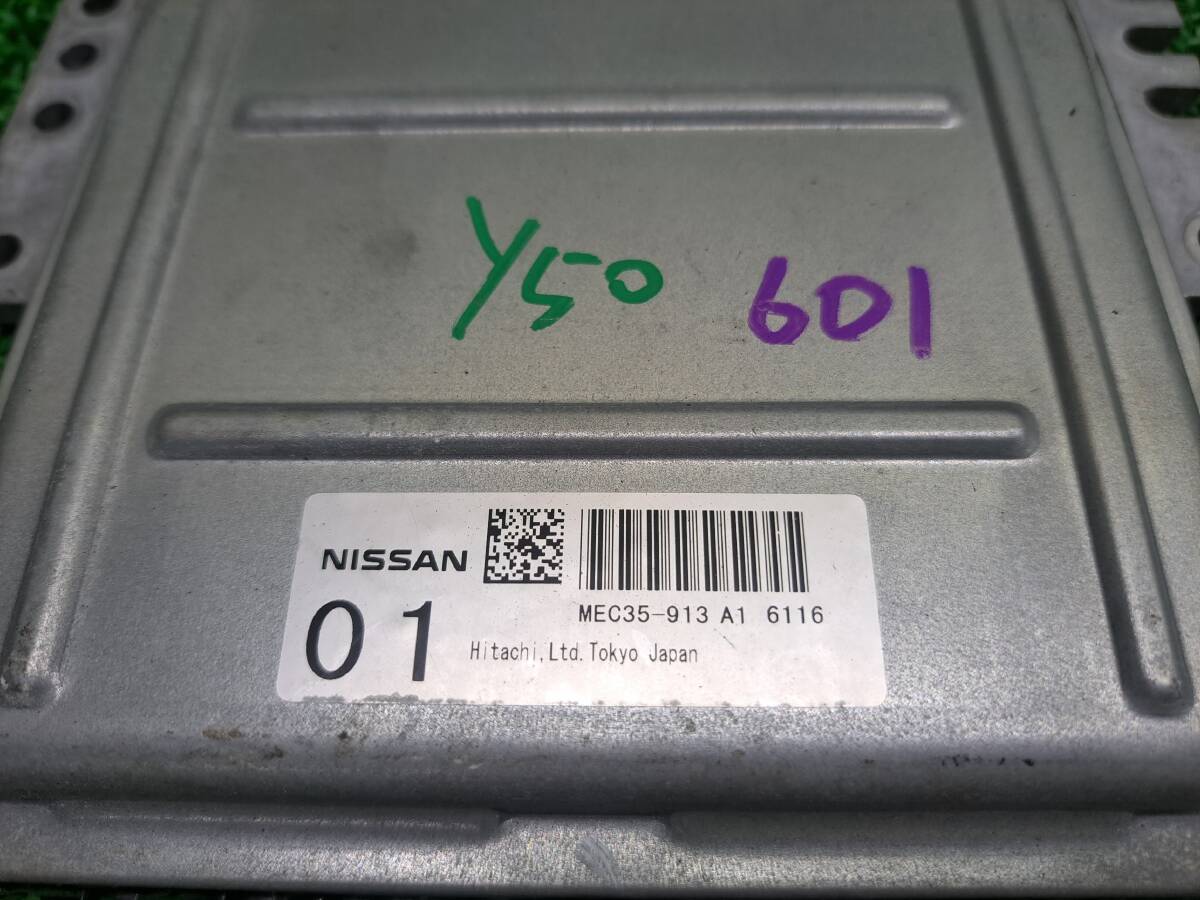 Y50 601
NISSAN
MEC35-913 A1 6116
01
Hitachi,Ltd.Tokyo Japan